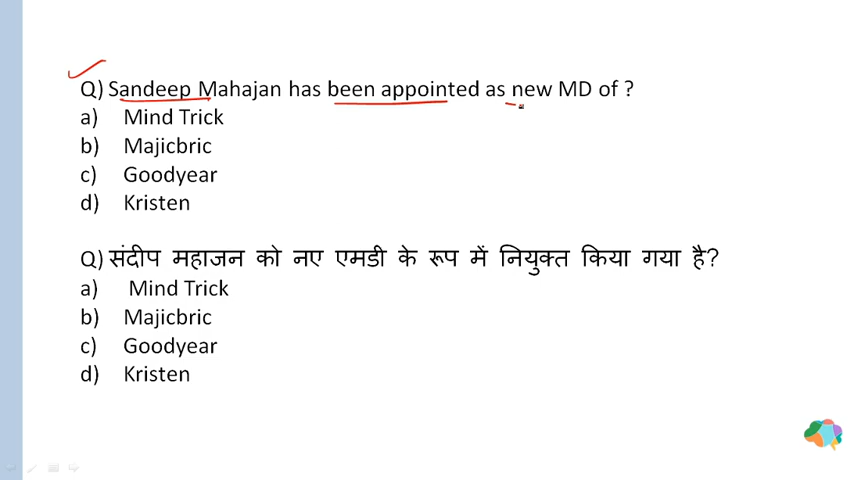 Q) Sandeep Mahajan has been appointed as new MD of ?
a) Mind Trick
b) Majicbric
c) Goodyear
d) Kristen
Q) संदीप महाजन को नए एमडी के रूप में नियुक्त किया गया है?
a) Mind Trick
b) Majicbric
c) Goodyear
d) Kristen